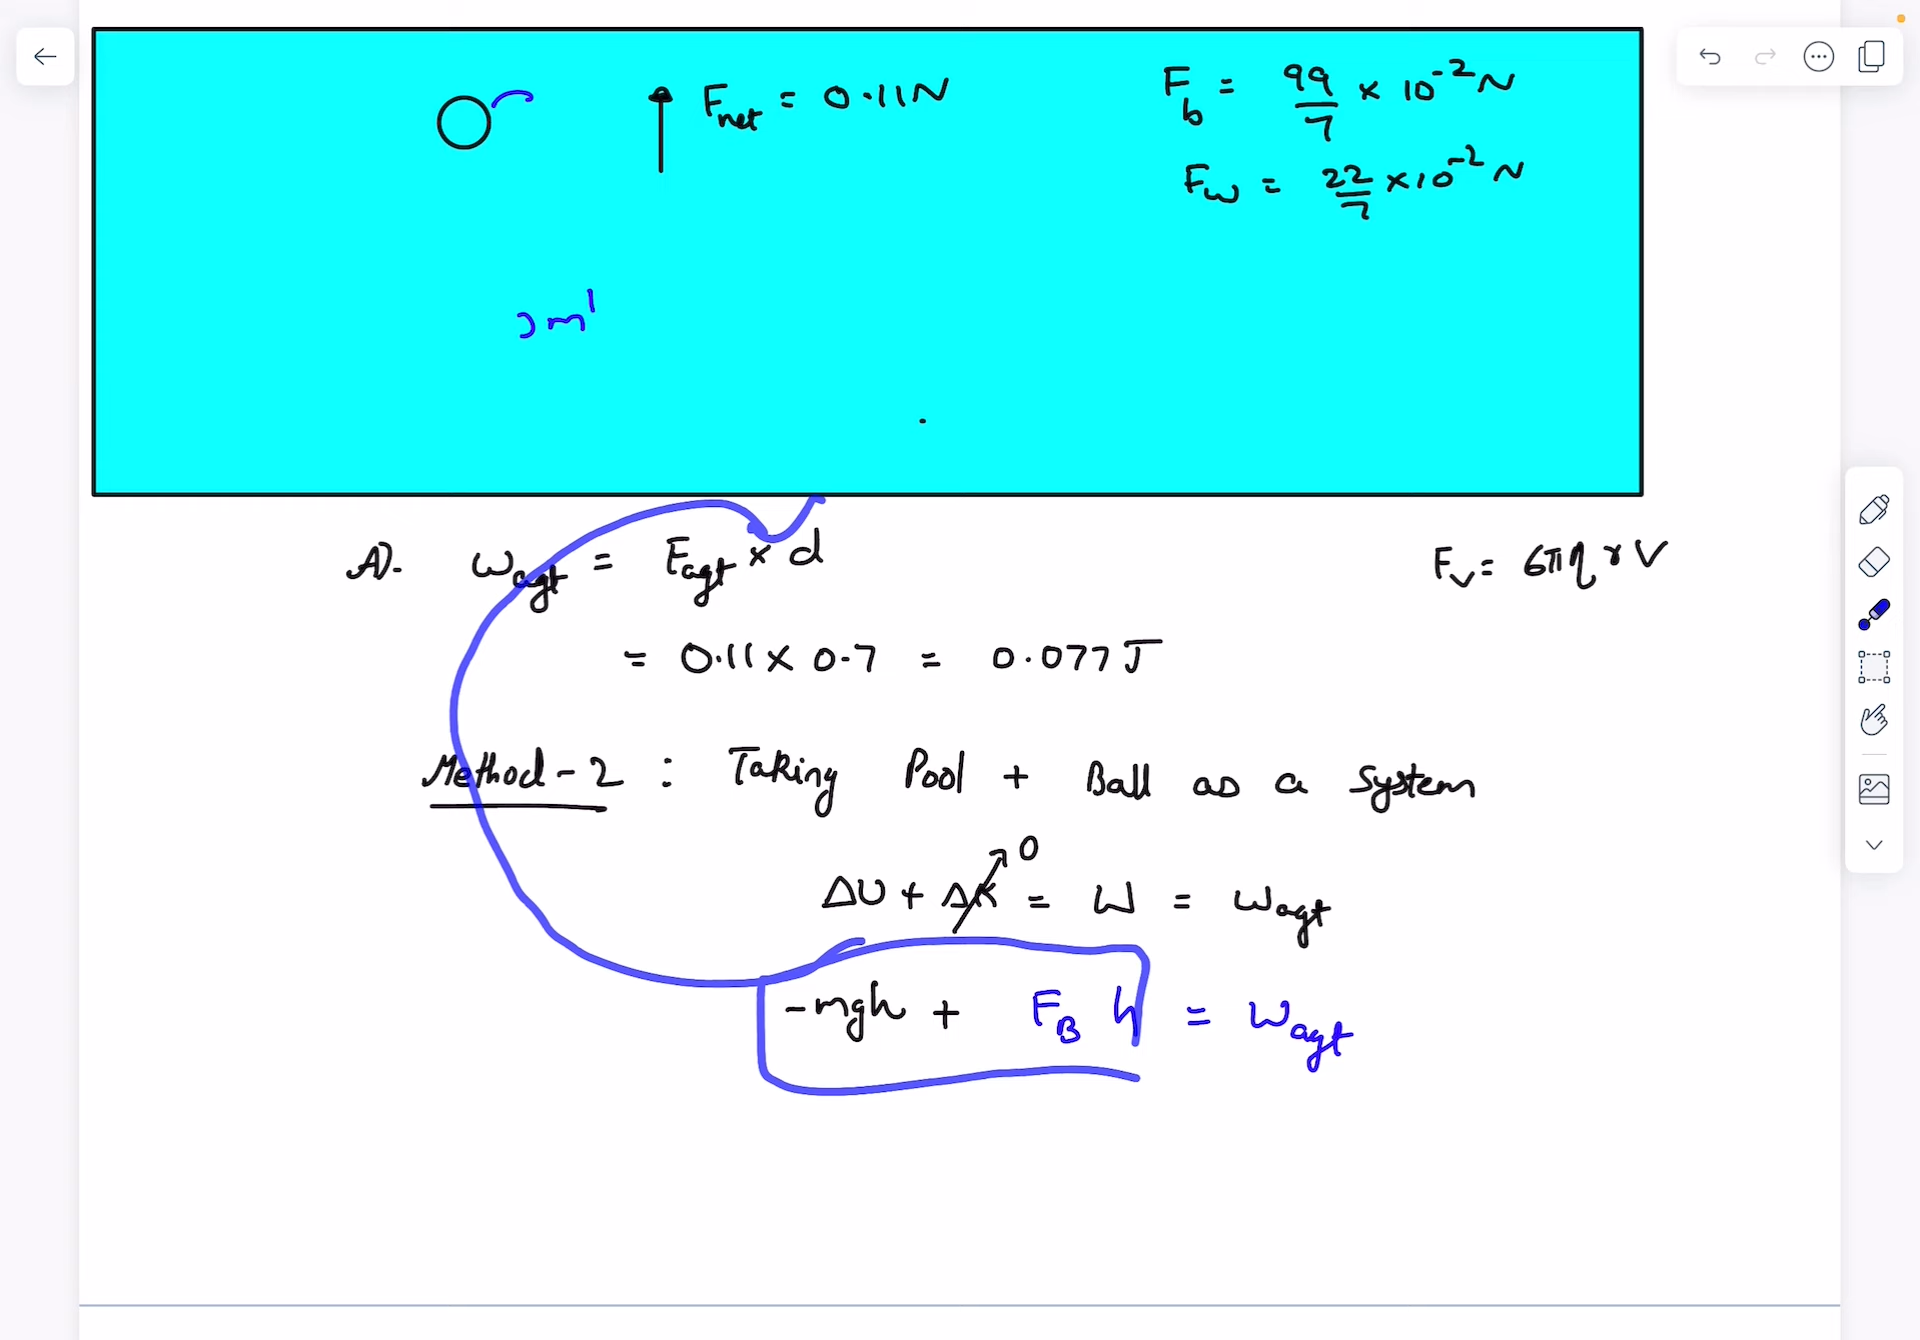 F_net = 0.11N
F_b = 99/7 × 10^-2 N
F_w = 22/7 × 10^-2 N
m'
A). W_agt = F_agt × d
F_v = 6πηrV
= 0.11 × 0.7 = 0.077 J
Method-2 : Taking Pool + Ball as a System
ΔU + ΔK↗0 = W = W_agt
-mgh + F_B h = W_agt